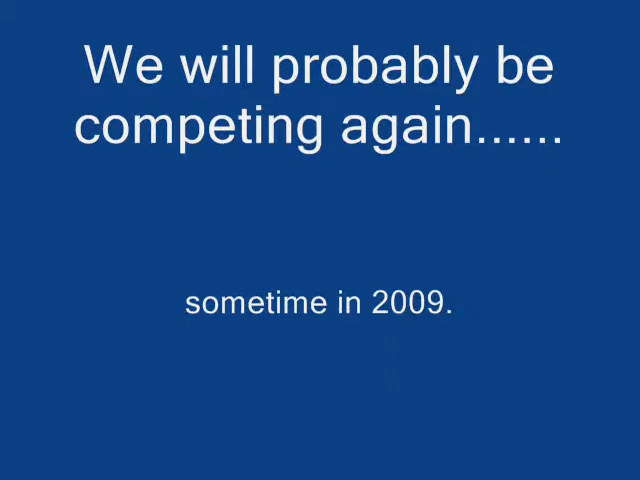 We will probably be
competing again......
sometime in 2009.